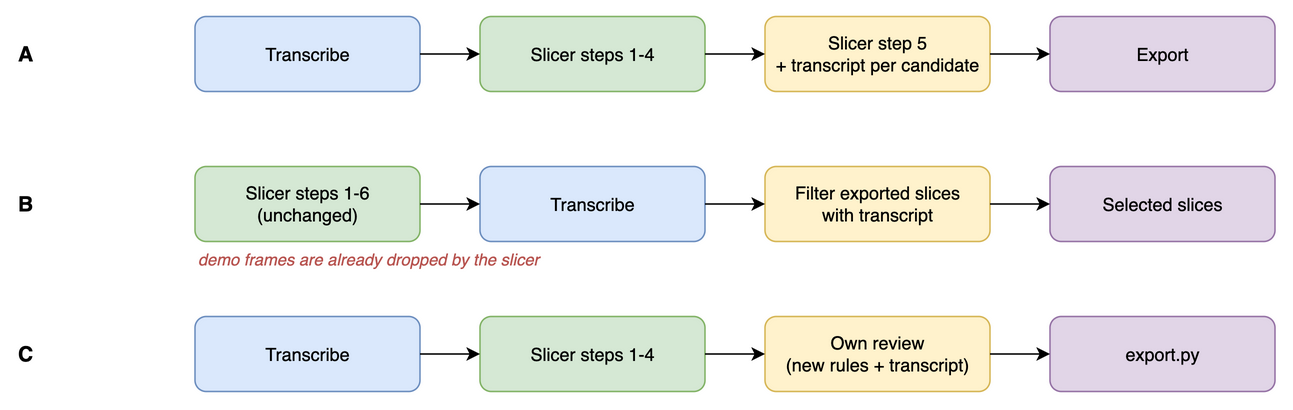 A
Transcribe
Slicer steps 1-4
Slicer step 5
+ transcript per candidate
Export
B
Slicer steps 1-6
(unchanged)
Transcribe
Filter exported slices
with transcript
Selected slices
demo frames are already dropped by the slicer
C
Transcribe
Slicer steps 1-4
Own review
(new rules + transcript)
export.py